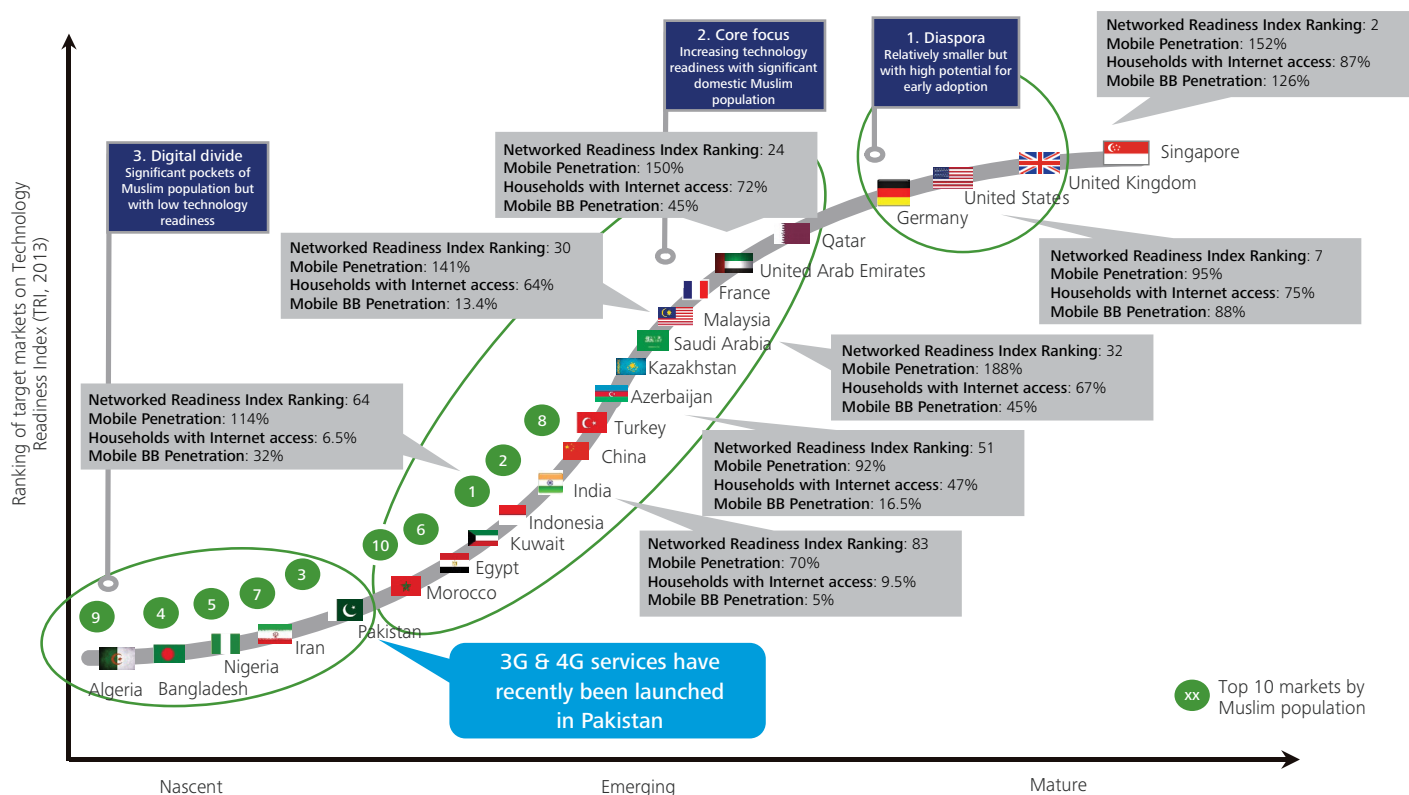 Ranking of target markets on Technology
Readiness Index (TRI, 2013)
3. Digital divide
Significant pockets of
Muslim population but
with low technology
readiness
2. Core focus
Increasing technology
readiness with significant
domestic Muslim
population
1. Diaspora
Relatively smaller but
with high potential for
early adoption
Networked Readiness Index Ranking: 2
Mobile Penetration: 152%
Households with Internet access: 87%
Mobile BB Penetration: 126%
Networked Readiness Index Ranking: 24
Mobile Penetration: 150%
Households with Internet access: 72%
Mobile BB Penetration: 45%
Networked Readiness Index Ranking: 30
Mobile Penetration: 141%
Households with Internet access: 64%
Mobile BB Penetration: 13.4%
Networked Readiness Index Ranking: 7
Mobile Penetration: 95%
Households with Internet access: 75%
Mobile BB Penetration: 88%
Networked Readiness Index Ranking: 32
Mobile Penetration: 188%
Households with Internet access: 67%
Mobile BB Penetration: 45%
Networked Readiness Index Ranking: 64
Mobile Penetration: 114%
Households with Internet access: 6.5%
Mobile BB Penetration: 32%
Networked Readiness Index Ranking: 51
Mobile Penetration: 92%
Households with Internet access: 47%
Mobile BB Penetration: 16.5%
Networked Readiness Index Ranking: 83
Mobile Penetration: 70%
Households with Internet access: 9.5%
Mobile BB Penetration: 5%
Singapore
United Kingdom
United States
Germany
Qatar
United Arab Emirates
France
Malaysia
Saudi Arabia
Kazakhstan
Azerbaijan
8
Turkey
2
China
1
India
Indonesia
6
Kuwait
10
Egypt
Morocco
3
Pakistan
7
Iran
5
Nigeria
4
Bangladesh
9
Algeria
3G & 4G services have
recently been launched
in Pakistan
xx
Top 10 markets by
Muslim population
Nascent
Emerging
Mature